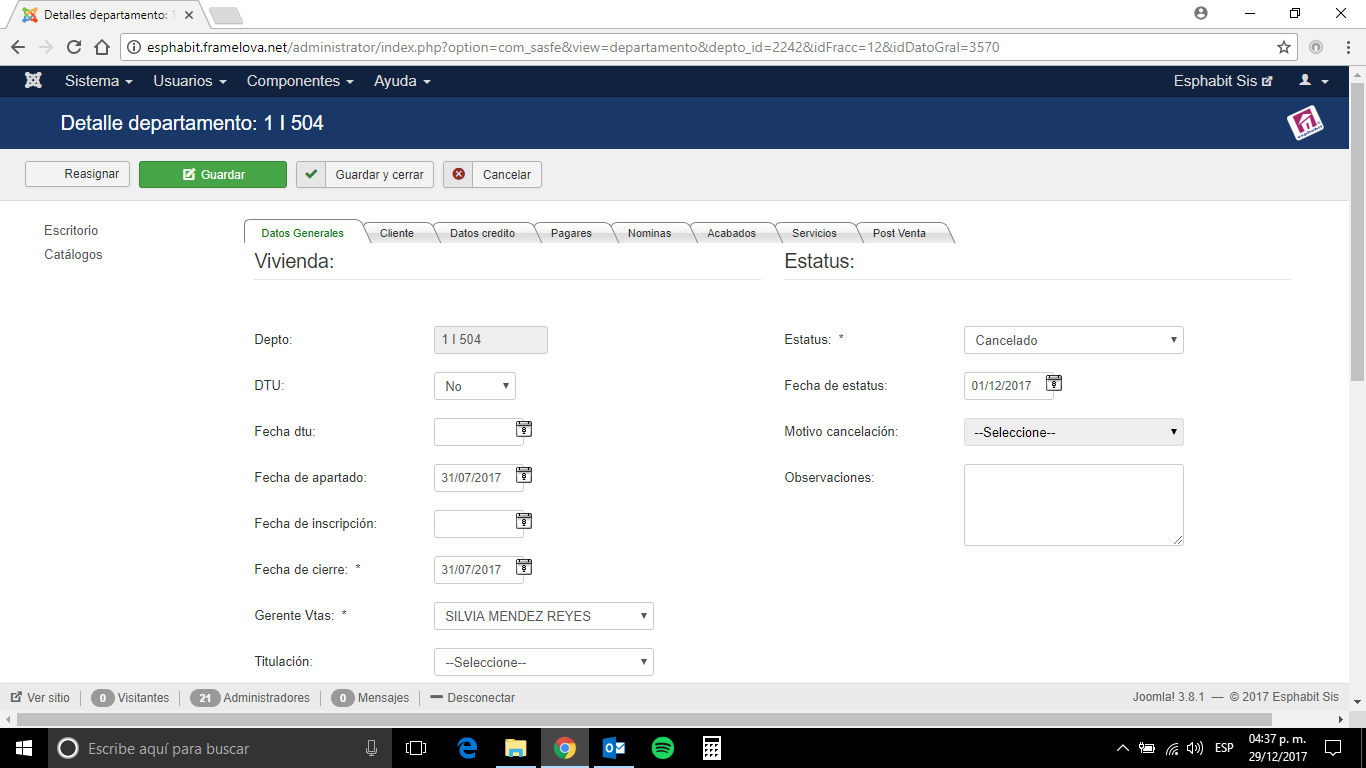 Detalles departamento: 1
esphabit.framelova.net/administrator/index.php?option=com_sasfe&view=departamento&depto_id=2242&idFracc=12&idDatoGral=3570
Sistema Usuarios Componentes Ayuda Esphabit Sis
Detalle departamento: 1 I 504
esphabit
Reasignar Guardar Guardar y cerrar Cancelar
Escritorio
Catálogos
Datos Generales Cliente Datos credito Pagares Nominas Acabados Servicios Post Venta
Vivienda: Estatus:
Depto: 1 I 504 Estatus: * Cancelado
DTU: No Fecha de estatus: 01/12/2017
Fecha dtu: Motivo cancelación: --Seleccione--
Fecha de apartado: 31/07/2017 Observaciones:
Fecha de inscripción:
Fecha de cierre: * 31/07/2017
Gerente Vtas: * SILVIA MENDEZ REYES
Titulación: --Seleccione--
Ver sitio 0 Visitantes 21 Administradores 0 Mensajes Desconectar Joomla! 3.8.1 — © 2017 Esphabit Sis
Escribe aquí para buscar ESP 04:37 p. m.
29/12/2017